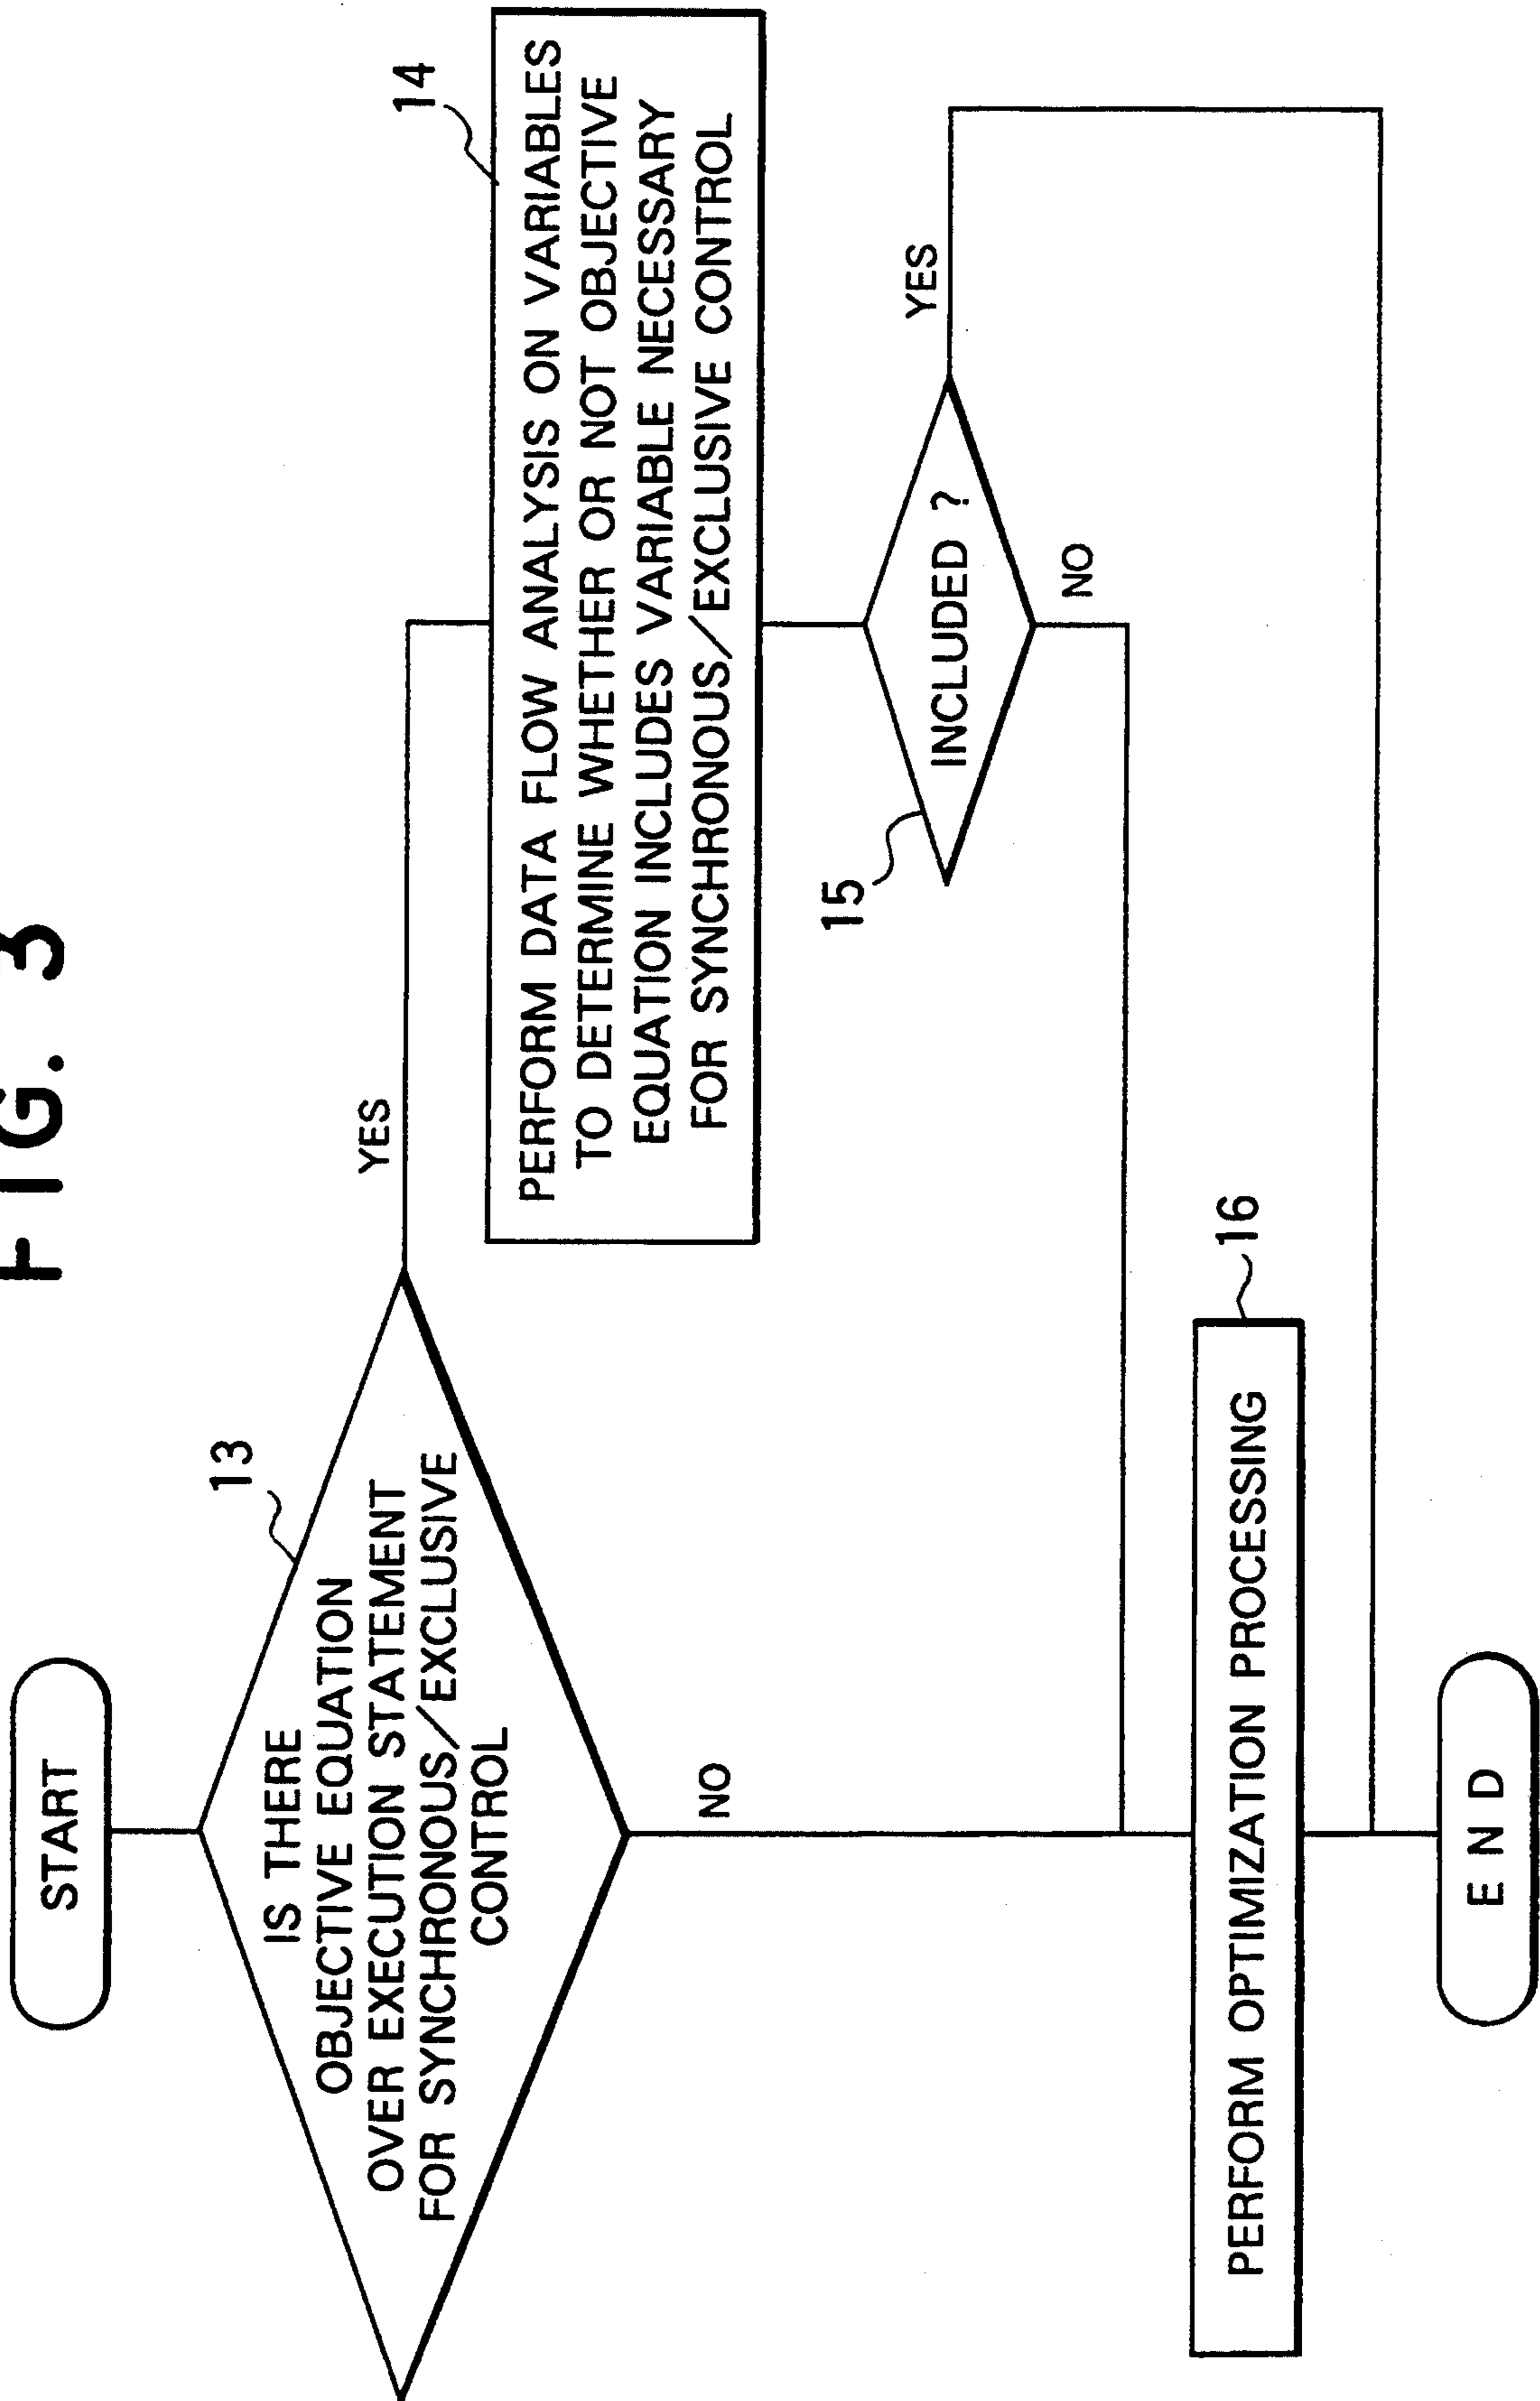 FIG. 3
START
13
IS THERE
OBJECTIVE EQUATION
OVER EXECUTION STATEMENT
FOR SYNCHRONOUS/EXCLUSIVE
CONTROL
YES
NO
14
PERFORM DATA FLOW ANALYSIS ON VARIABLES
TO DETERMINE WHETHER OR NOT OBJECTIVE
EQUATION INCLUDES VARIABLE NECESSARY
FOR SYNCHRONOUS/EXCLUSIVE CONTROL
15
INCLUDED ?
YES
NO
16
PERFORM OPTIMIZATION PROCESSING
END